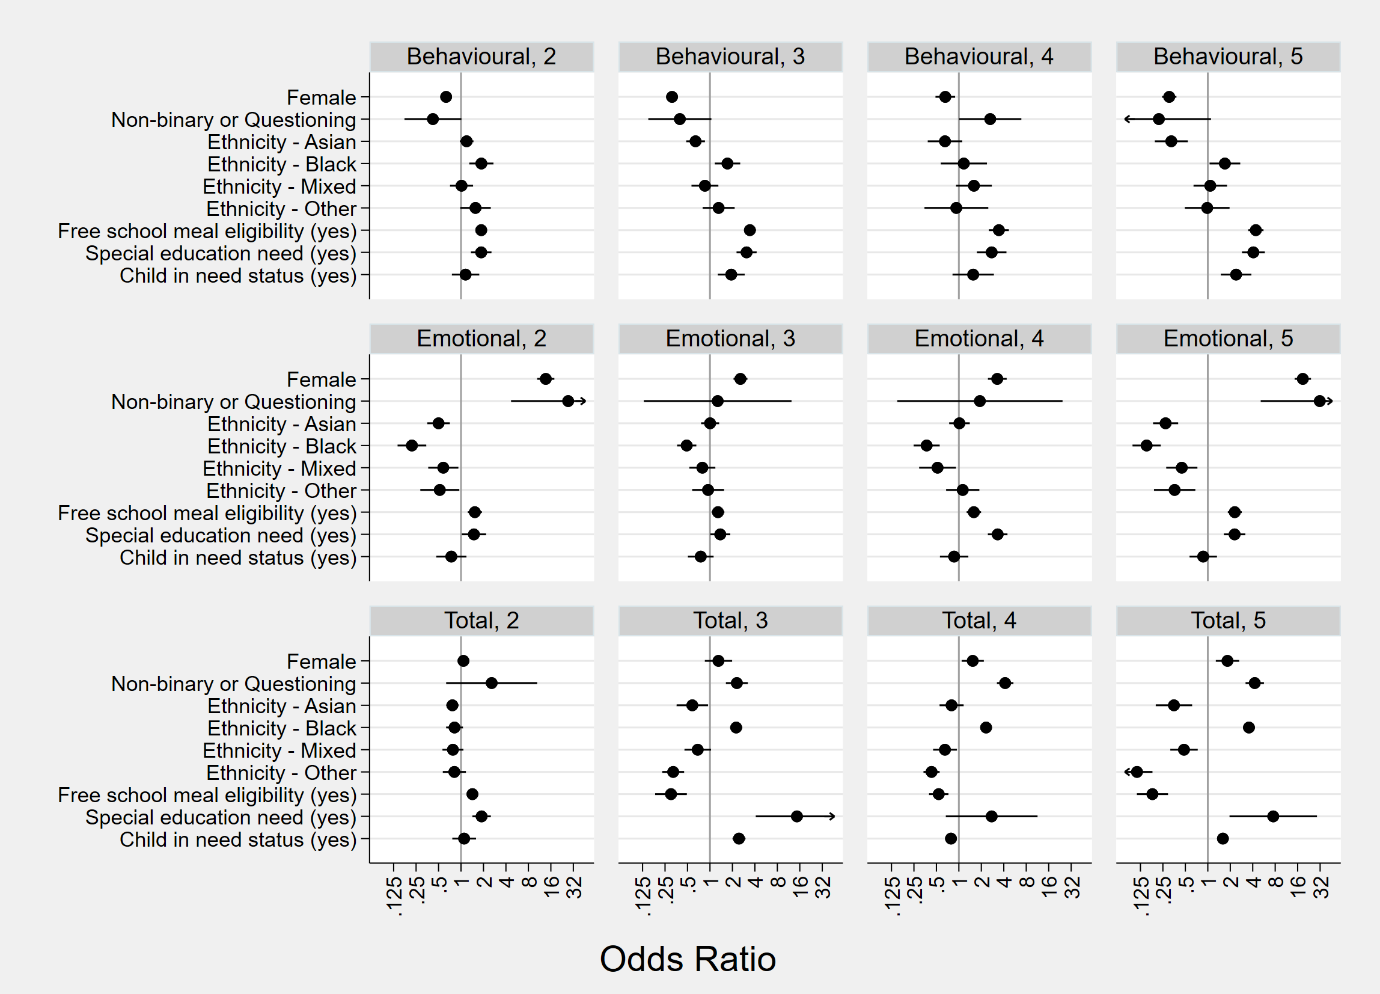 Behavioural, 2
Behavioural, 3
Behavioural, 4
Behavioural, 5
Female
Non-binary or Questioning
Ethnicity - Asian
Ethnicity - Black
Ethnicity - Mixed
Ethnicity - Other
Free school meal eligibility (yes)
Special education need (yes)
Child in need status (yes)
Emotional, 2
Emotional, 3
Emotional, 4
Emotional, 5
Female
Non-binary or Questioning
Ethnicity - Asian
Ethnicity - Black
Ethnicity - Mixed
Ethnicity - Other
Free school meal eligibility (yes)
Special education need (yes)
Child in need status (yes)
Total, 2
Total, 3
Total, 4
Total, 5
Female
Non-binary or Questioning
Ethnicity - Asian
Ethnicity - Black
Ethnicity - Mixed
Ethnicity - Other
Free school meal eligibility (yes)
Special education need (yes)
Child in need status (yes)
.125 .25 .5 1 2 4 8 16 32
.125 .25 .5 1 2 4 8 16 32
.125 .25 .5 1 2 4 8 16 32
.125 .25 .5 1 2 4 8 16 32
Odds Ratio